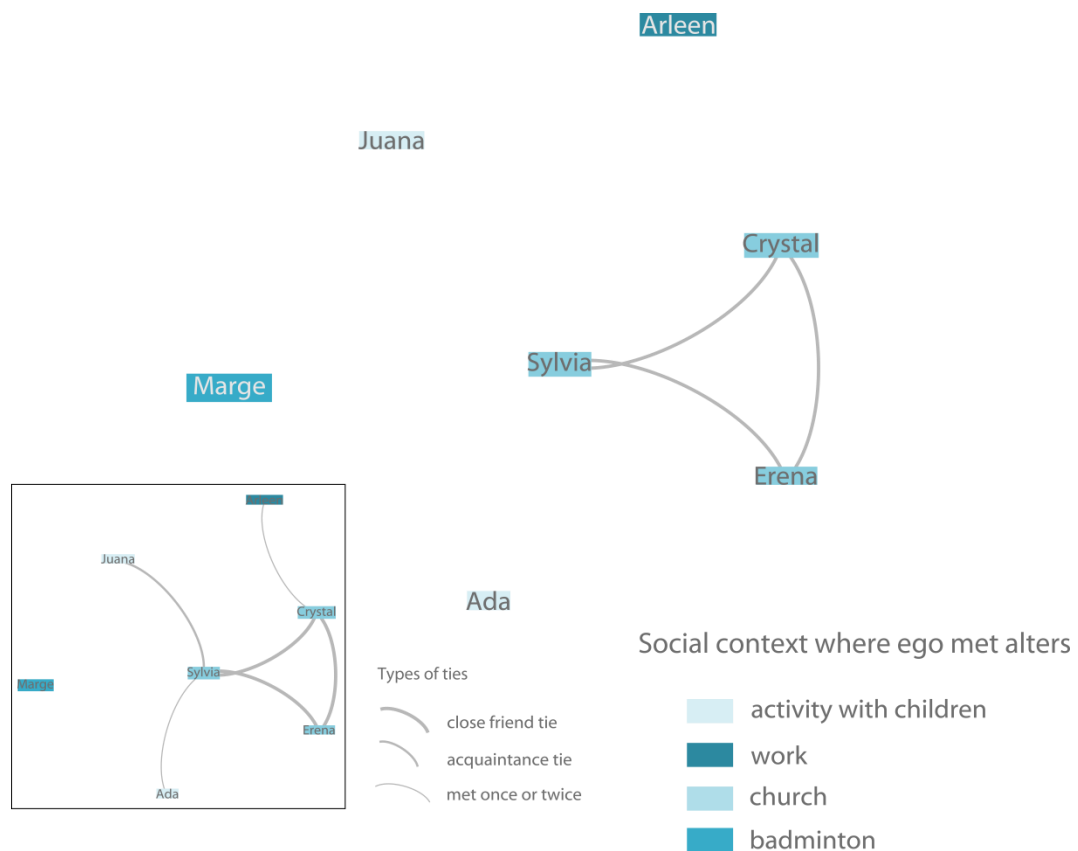 Arleen
Juana
Crystal
Sylvia
Marge
Erena
Ada
Juana
Crystal
Sylvia
Marge
Erena
Ada
Types of ties
close friend tie
acquaintance tie
met once or twice
Social context where ego met alters
activity with children
work
church
badminton